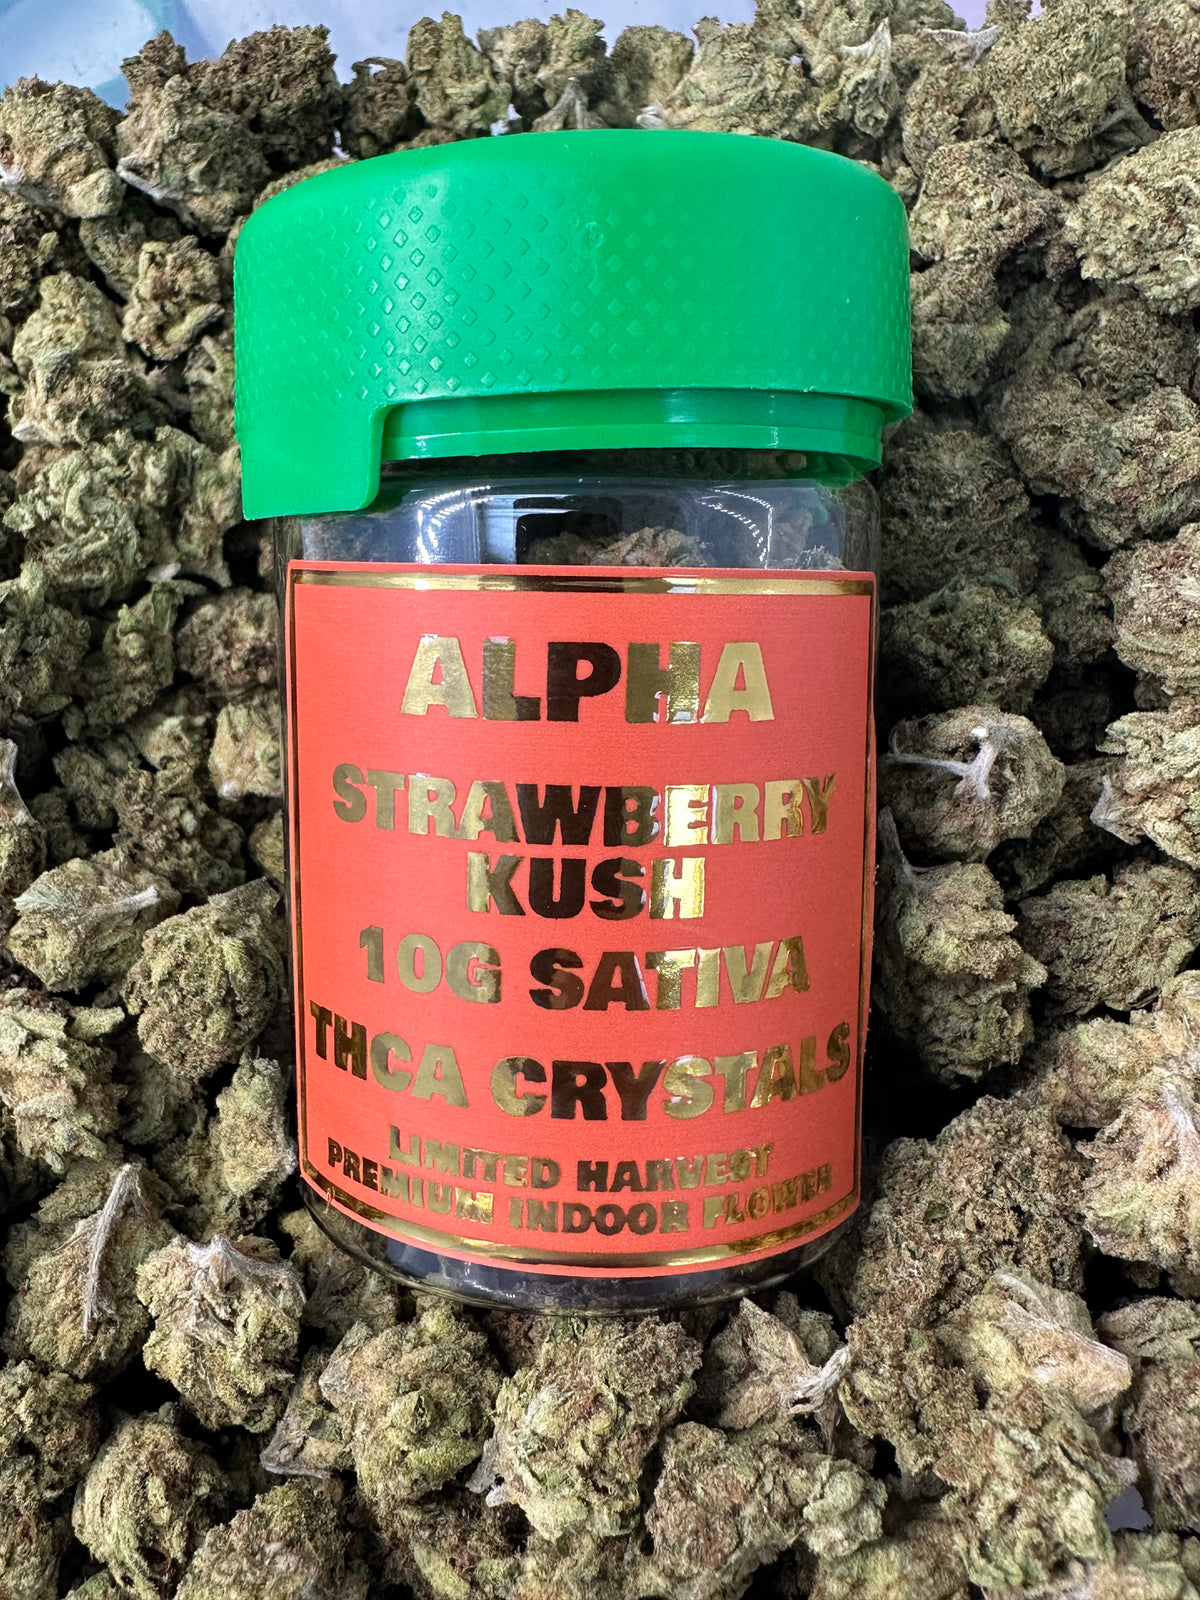 ALPHA
STRAWBERRY
KUSH
10G SATIVA
THCA CRYSTALS
LIMITED HARVEST
PREMIUM INDOOR FLOWER